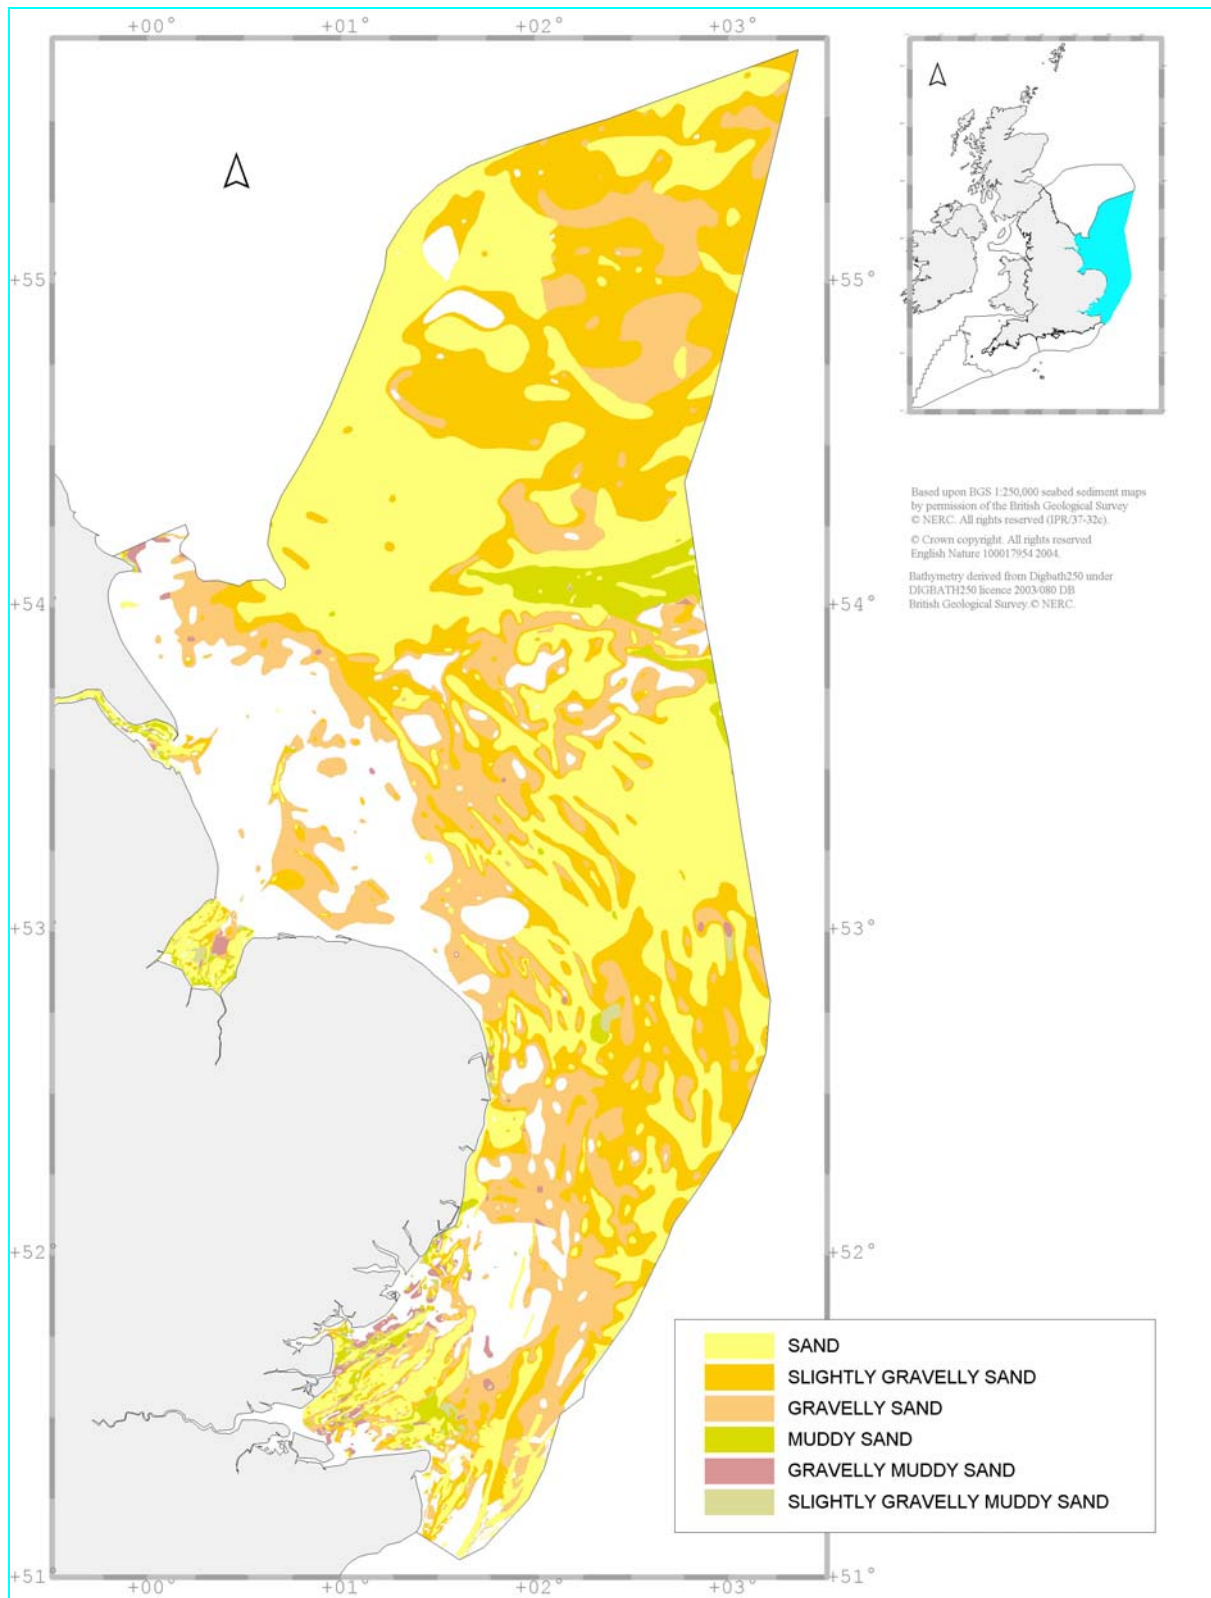 +00° +01° +02° +03°
+55° +55°
+54° +54°
+53° +53°
+52° +52°
+51° +51°
+00° +01° +02° +03°
Based upon BGS 1:250,000 seabed sediment maps
by permission of the British Geological Survey
© NERC. All rights reserved (IPR/37-32c).
© Crown copyright. All rights reserved
English Nature 100017954 2004.
Bathymetry derived from Digbath250 under
DIGBATH250 licence 2003/080 DB
British Geological Survey © NERC.
SAND
SLIGHTLY GRAVELLY SAND
GRAVELLY SAND
MUDDY SAND
GRAVELLY MUDDY SAND
SLIGHTLY GRAVELLY MUDDY SAND